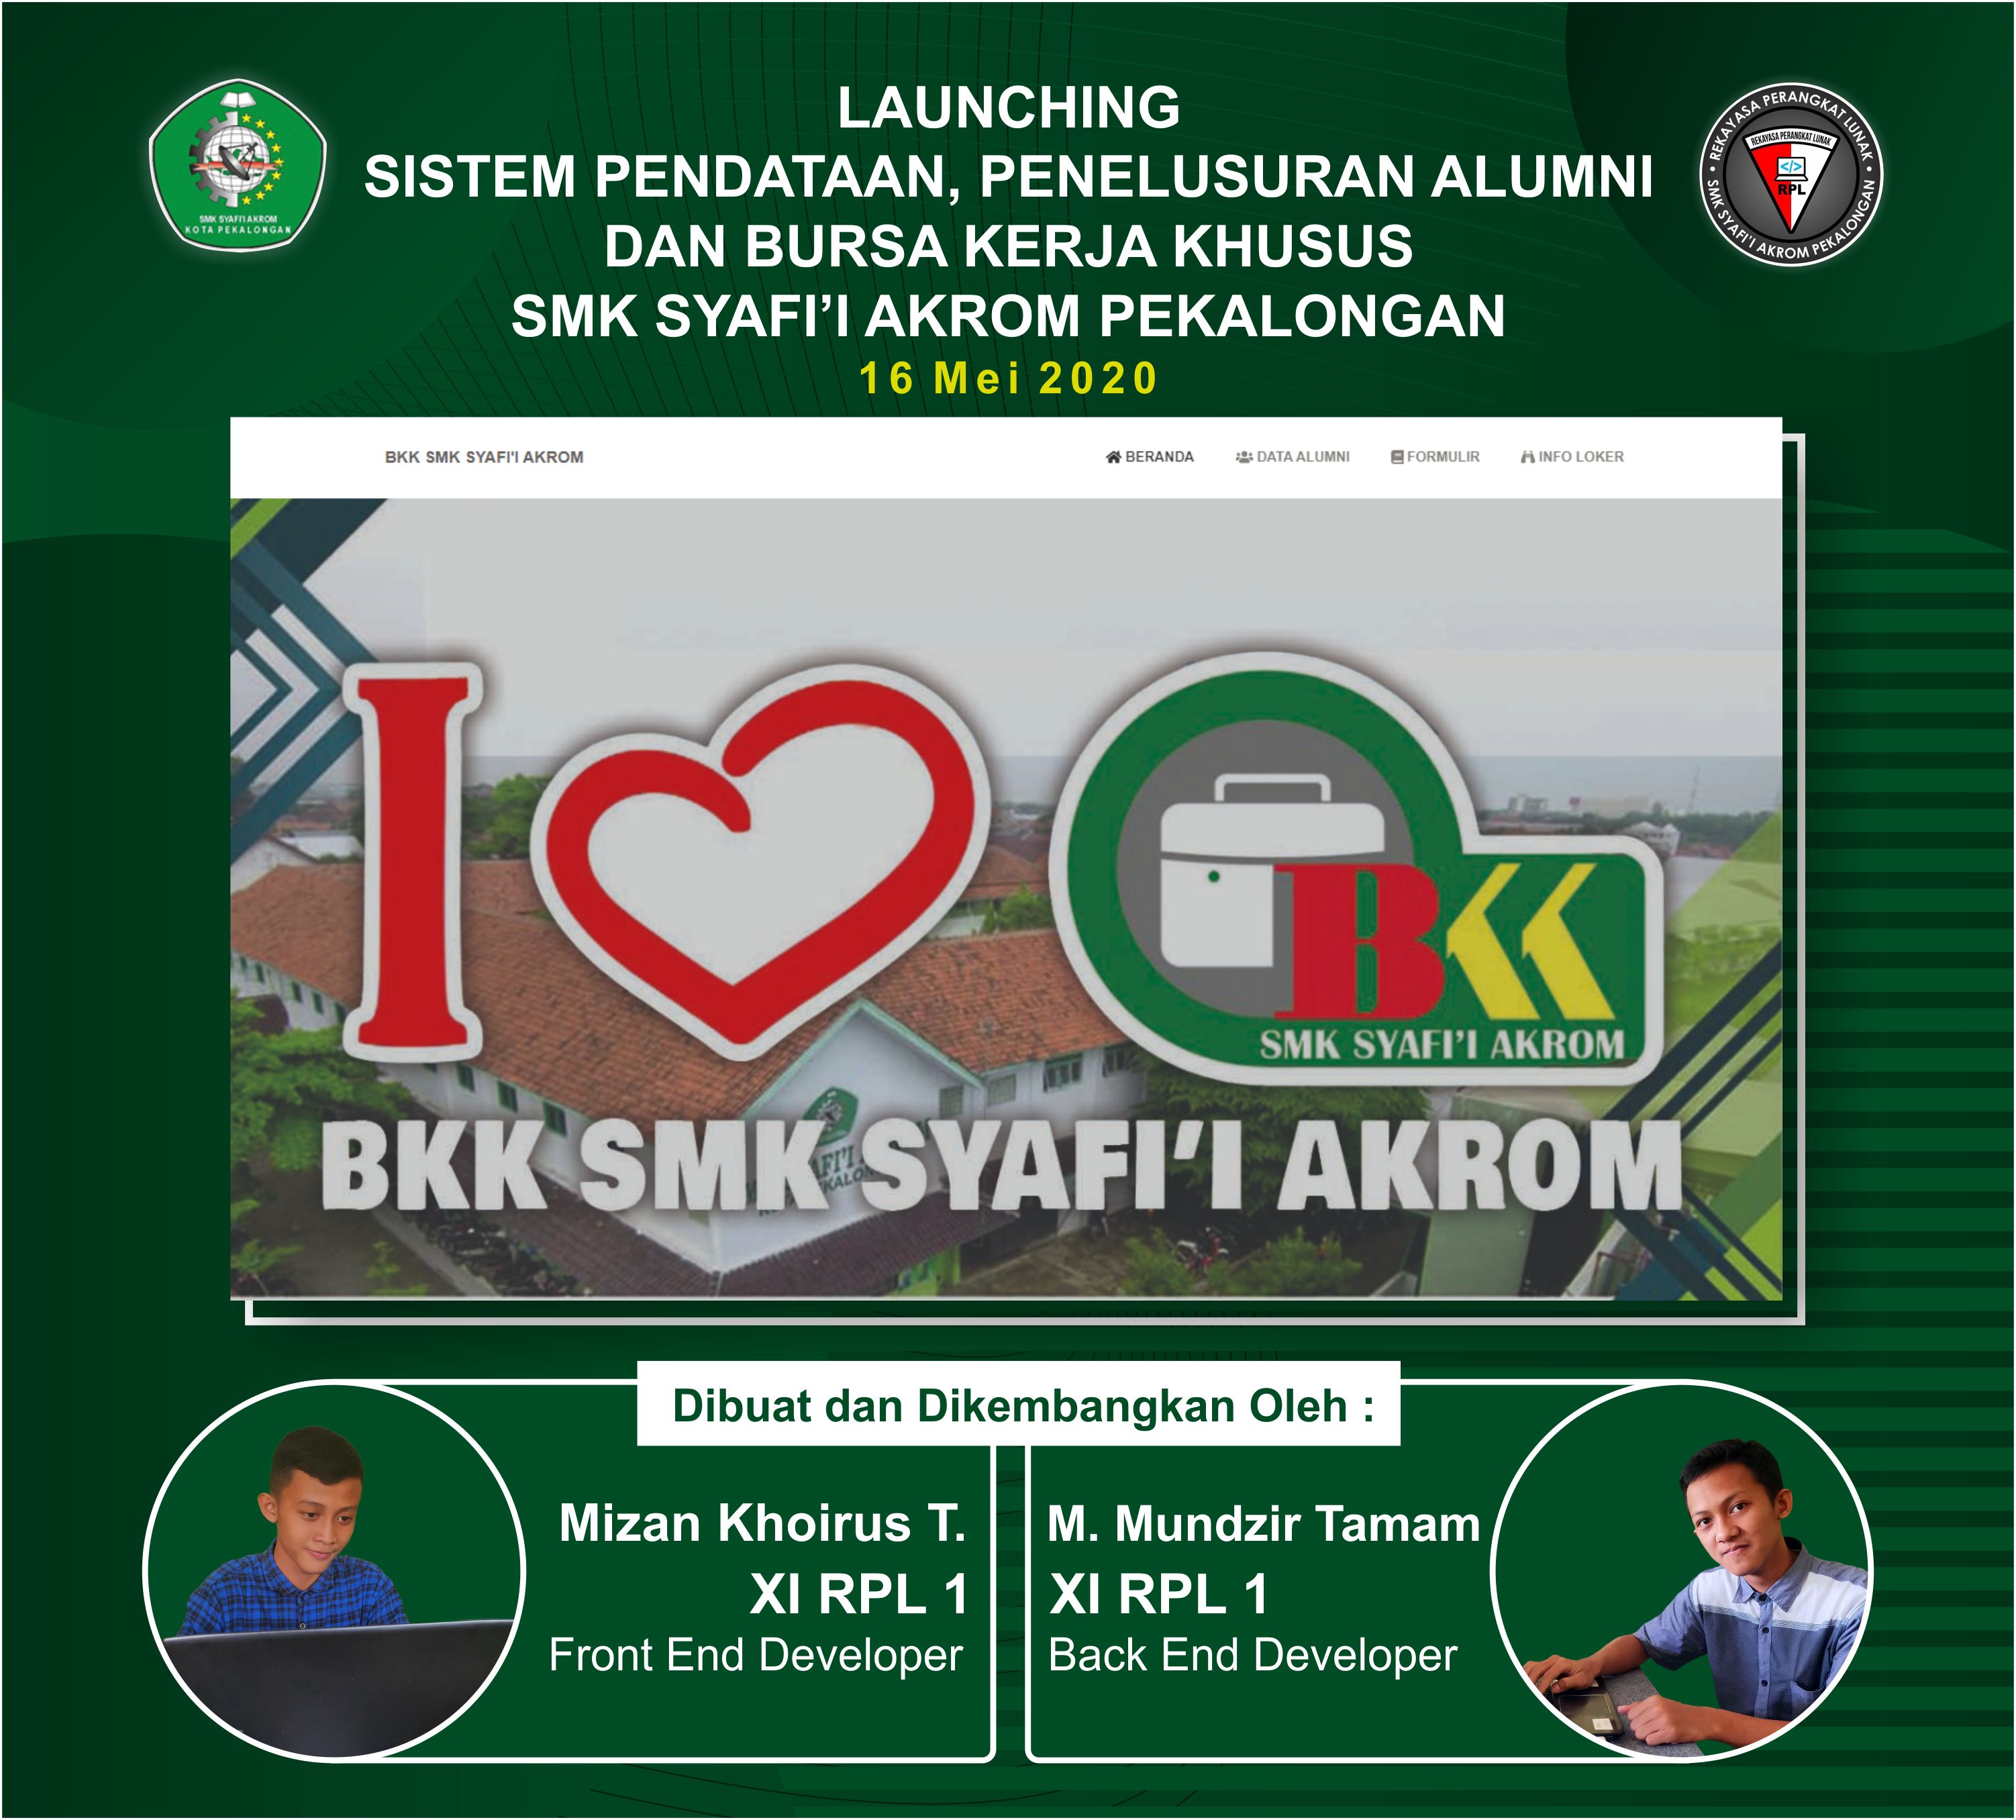 LAUNCHING
SISTEM PENDATAAN, PENELUSURAN ALUMNI
DAN BURSA KERJA KHUSUS
SMK SYAFI’I AKROM PEKALONGAN
16 Mei 2020
SMK SYAFI'I AKROM
KOTA PEKALONGAN
• REKAYASA PERANGKAT LUNAK •
REKAYASA PERANGKAT LUNAK
</>
RPL
SMK SYAFI'I AKROM PEKALONGAN
BKK SMK SYAFI'I AKROM
BERANDA DATA ALUMNI FORMULIR INFO LOKER
I
BKK
SMK SYAFI'I AKROM
BKK SMK SYAFI'I AKROM
Dibuat dan Dikembangkan Oleh :
Mizan Khoirus T.
XI RPL 1
Front End Developer
M. Mundzir Tamam
XI RPL 1
Back End Developer